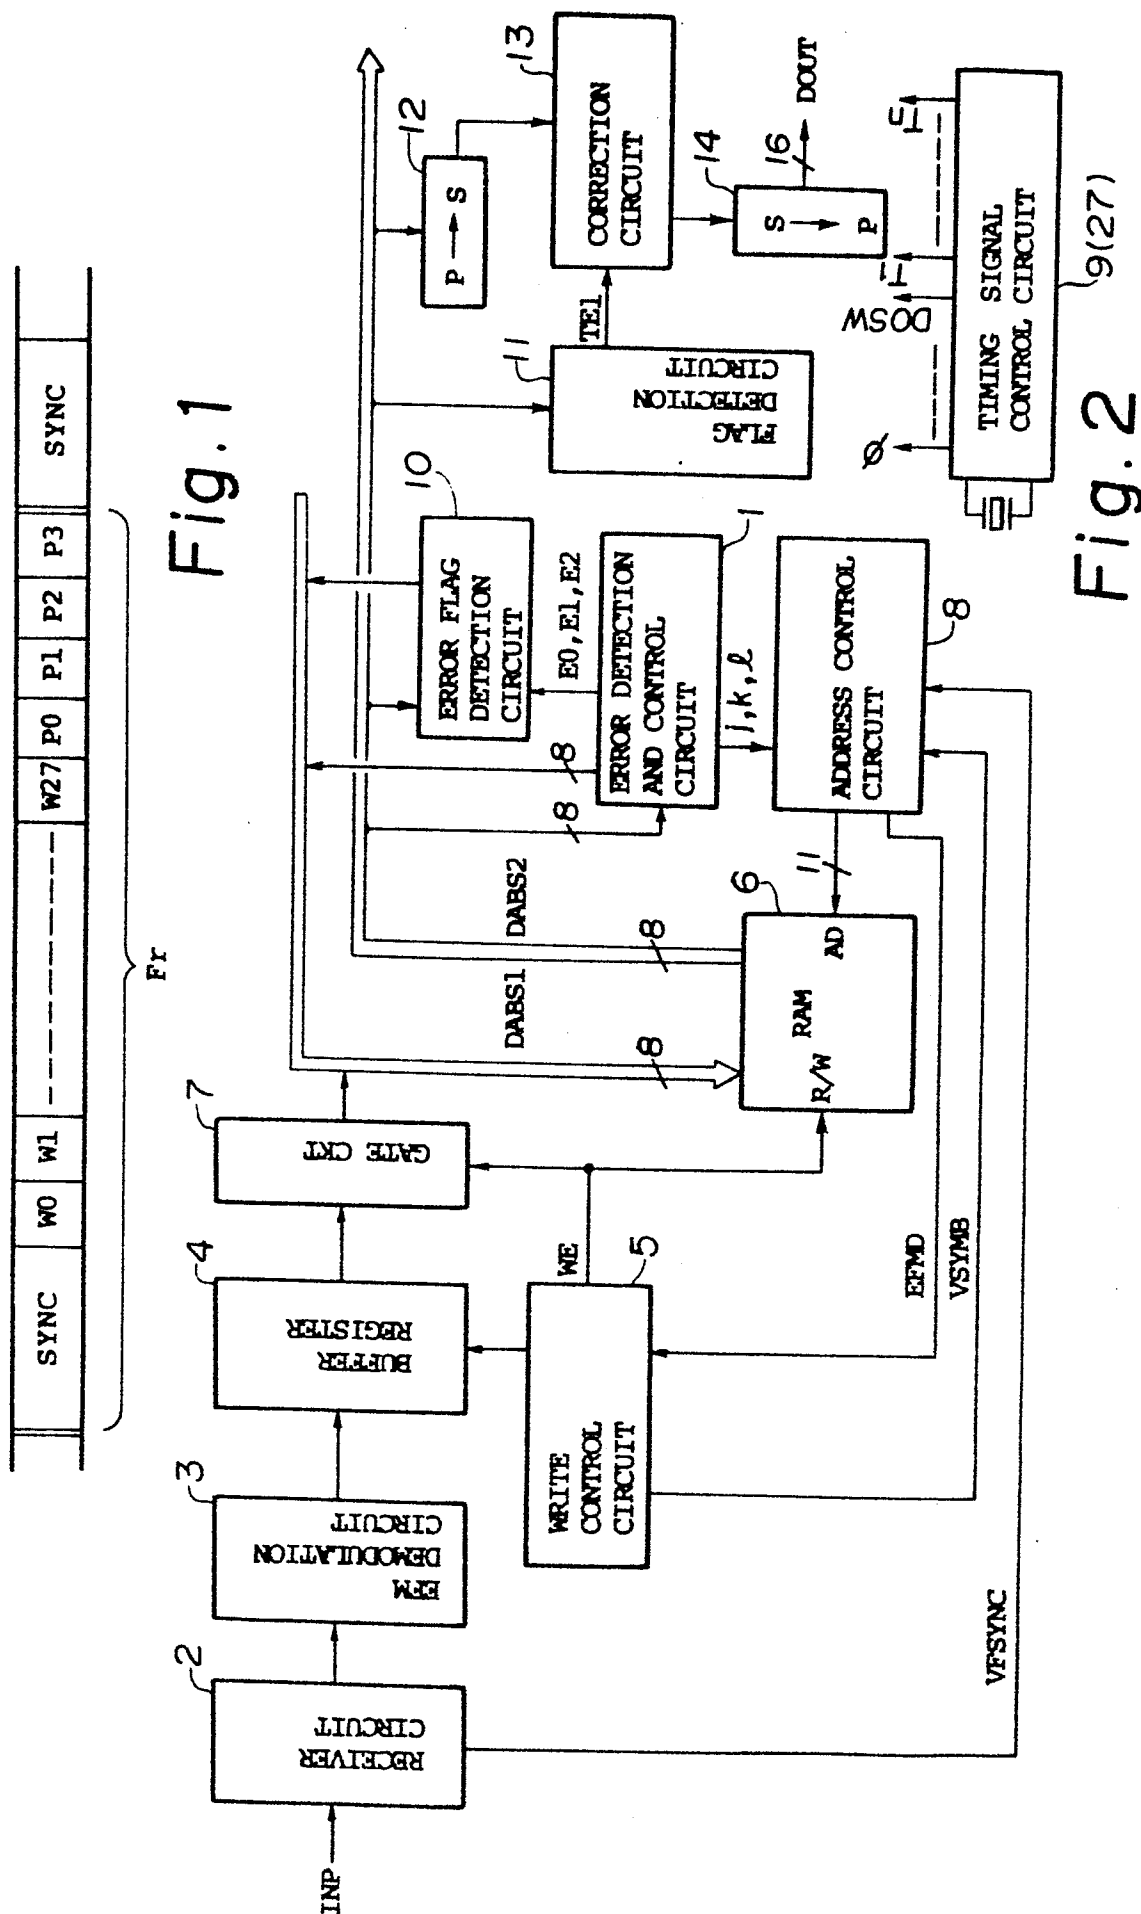 SYNC W0 W1 W27 P0 P1 P2 P3 SYNC
Fr
Fig. 1
INP
2
RECEIVER
CIRCUIT
3
EFM
DEMODULATION
CIRCUIT
4
BUFFER
REGISTER
7
GATE CKT
5
WRITE
CONTROL
CIRCUIT
WE
DABS1
DABS2
8
8
6
RAM
R/W
AD
11
8
8
10
ERROR FLAG
DETECTION
CIRCUIT
E0, E1, E2
1
ERROR DETECTION
AND CONTROL
CIRCUIT
j, k, ℓ
ADDRESS CONTROL
CIRCUIT
8
EFMD
VSYMB
VFSYNC
11
FLAG
DETECTION
CIRCUIT
TE1
12
P → S
13
CORRECTION
CIRCUIT
14
S → P
16
DOUT
ϕ
DOSW
TIMING SIGNAL
CONTROL CIRCUIT
9(27)
Fig. 2